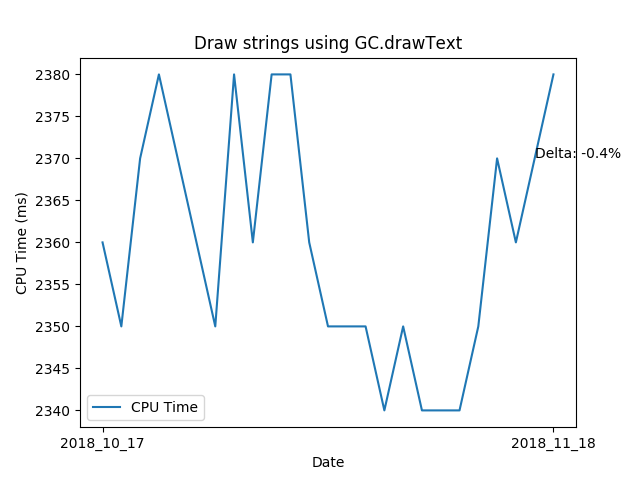 Draw strings using GC.drawText
2380
2375
2370
2365
2360
2355
2350
2345
2340
CPU Time (ms)
Delta: -0.4%
CPU Time
2018_10_17
2018_11_18
Date